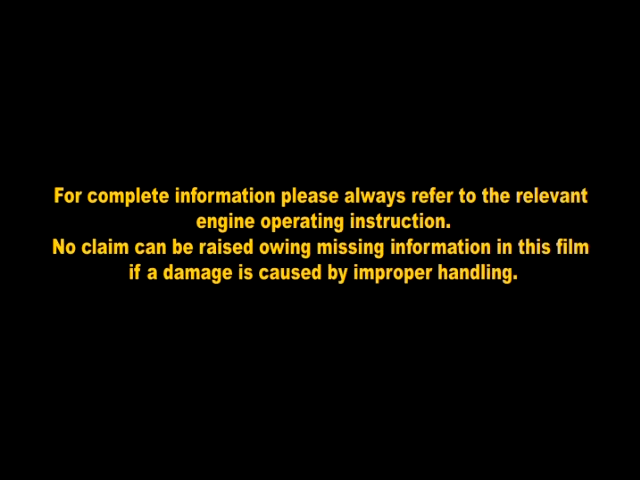 For complete information please always refer to the relevant
engine operating instruction.
No claim can be raised owing missing information in this film
if a damage is caused by improper handling.